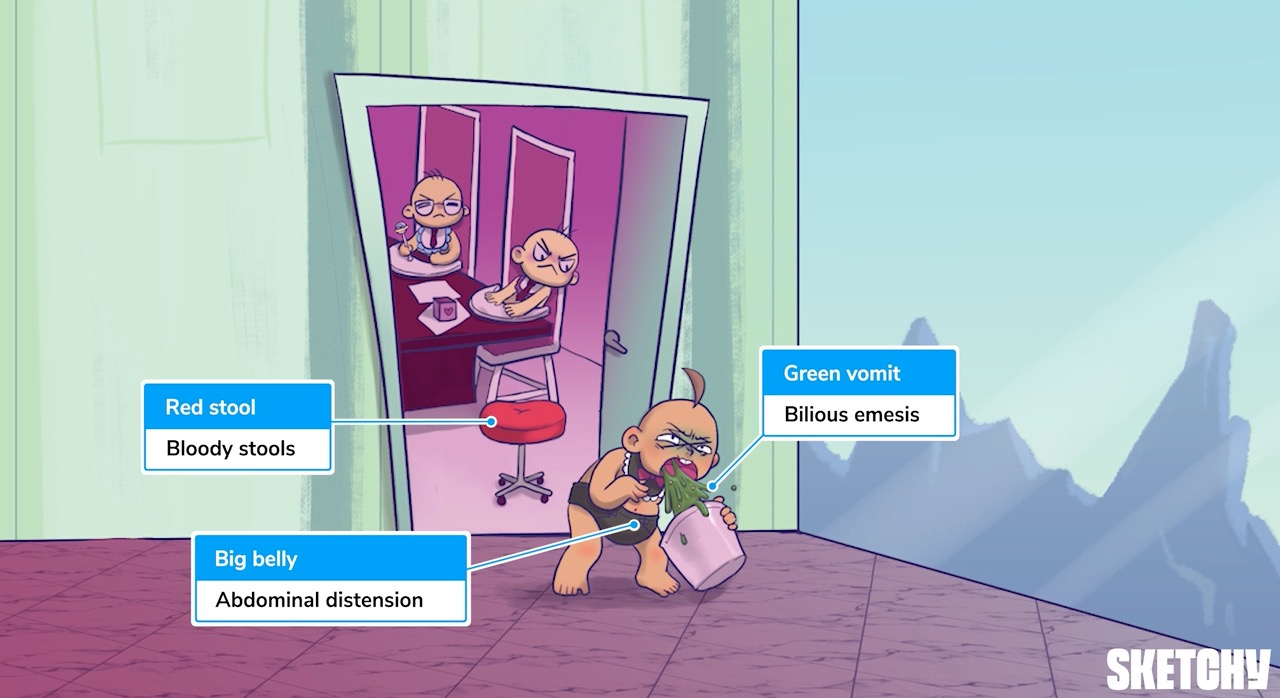 Green vomit
Bilious emesis
Red stool
Bloody stools
Big belly
Abdominal distension
SKETCHY